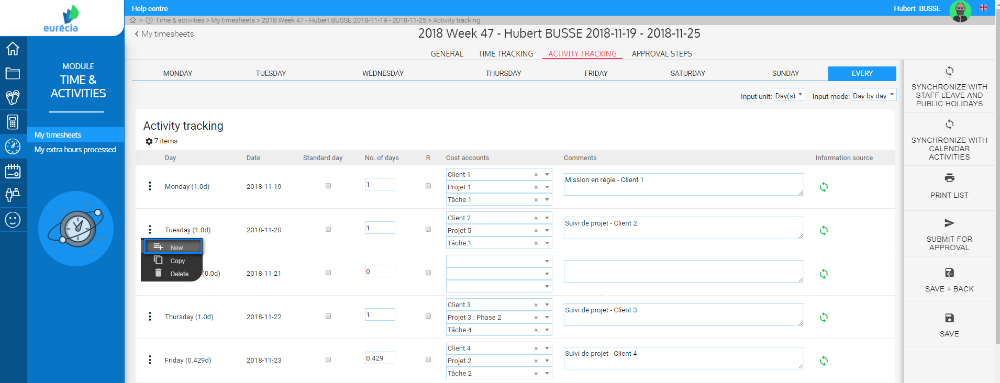 eurécia
Help centre
Hubert BUSSE
> Time & activities > My timesheets > 2018 Week 47 - Hubert BUSSE 2018-11-19 - 2018-11-25 > Activity tracking
< My timesheets
2018 Week 47 - Hubert BUSSE 2018-11-19 - 2018-11-25
GENERAL TIME TRACKING ACTIVITY TRACKING APPROVAL STEPS
MODULE
TIME &
ACTIVITIES
My timesheets
My extra hours processed
MONDAY TUESDAY WEDNESDAY THURSDAY FRIDAY SATURDAY SUNDAY EVERY
Input unit: Day(s) Input mode: Day by day
Activity tracking
7 items
Day Date Standard day No. of days R Cost accounts Comments Information source
Monday (1.0d) 2018-11-19 1 Client 1 × Mission en régie - Client 1
Projet 1 ×
Tâche 1 ×
Tuesday (1.0d) 2018-11-20 1 Client 2 × Suivi de projet - Client 2
Projet 5 ×
Tâche 1 ×
New
Copy
Delete
(0.0d) 2018-11-21 0
Thursday (1.0d) 2018-11-22 1 Client 3 × Suivi de projet - Client 3
Projet 3 : Phase 2 ×
Tâche 4 ×
Friday (0.429d) 2018-11-23 0.429 Client 4 × Suivi de projet - Client 4
Projet 2 ×
Tâche 2 ×
SYNCHRONIZE WITH
STAFF LEAVE AND
PUBLIC HOLIDAYS
SYNCHRONIZE WITH
CALENDAR
ACTIVITIES
PRINT LIST
SUBMIT FOR
APPROVAL
SAVE + BACK
SAVE